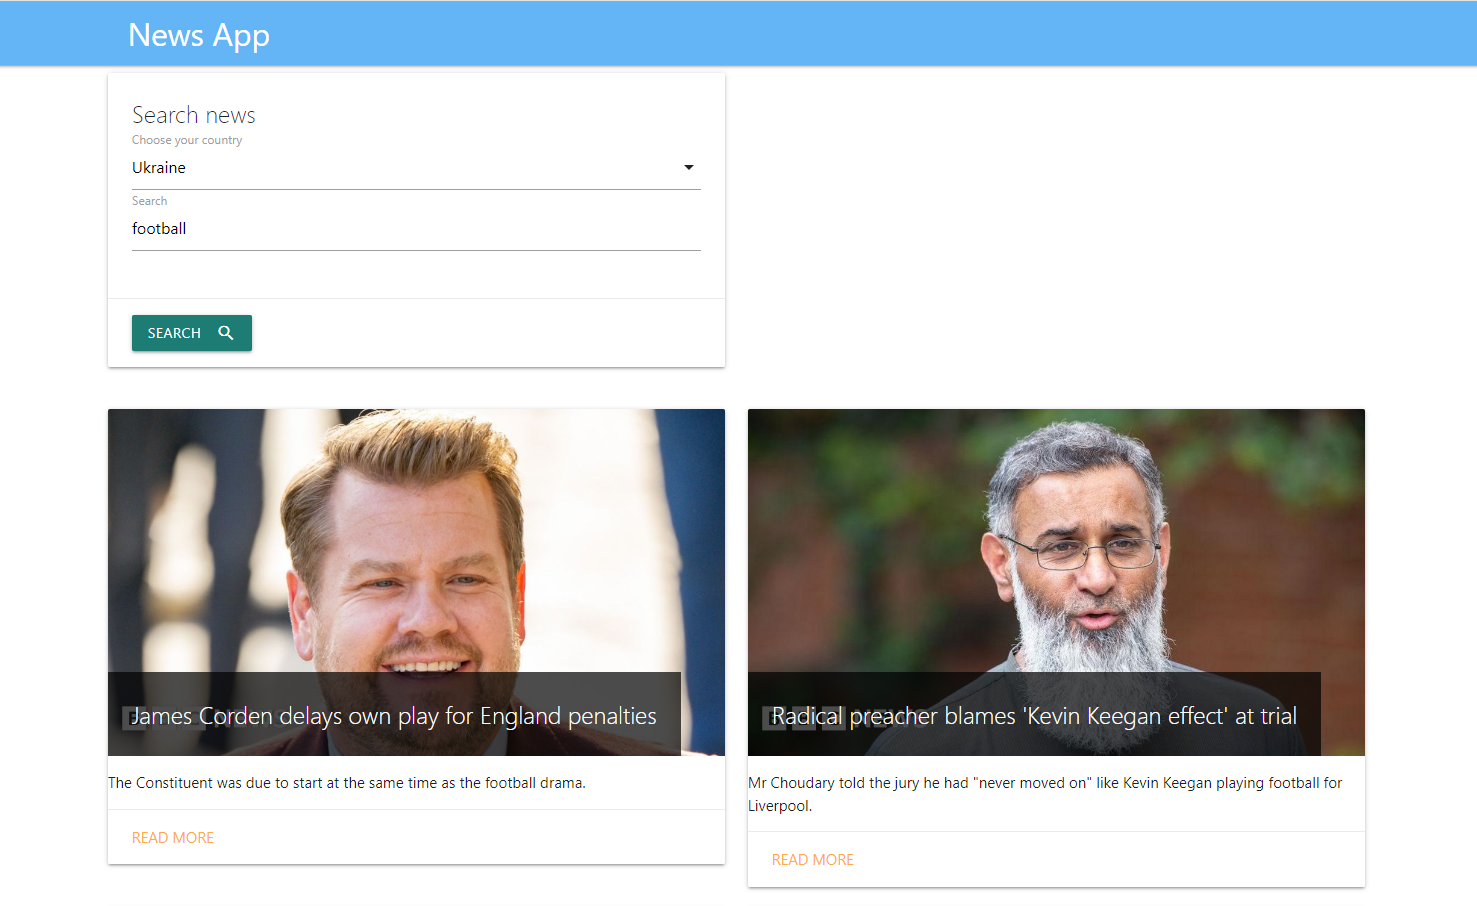 News App
Search news
Choose your country
Ukraine
Search
football
SEARCH
James Corden delays own play for England penalties
Radical preacher blames 'Kevin Keegan effect' at trial
The Constituent was due to start at the same time as the football drama.
READ MORE
Mr Choudary told the jury he had "never moved on" like Kevin Keegan playing football for
Liverpool.
READ MORE